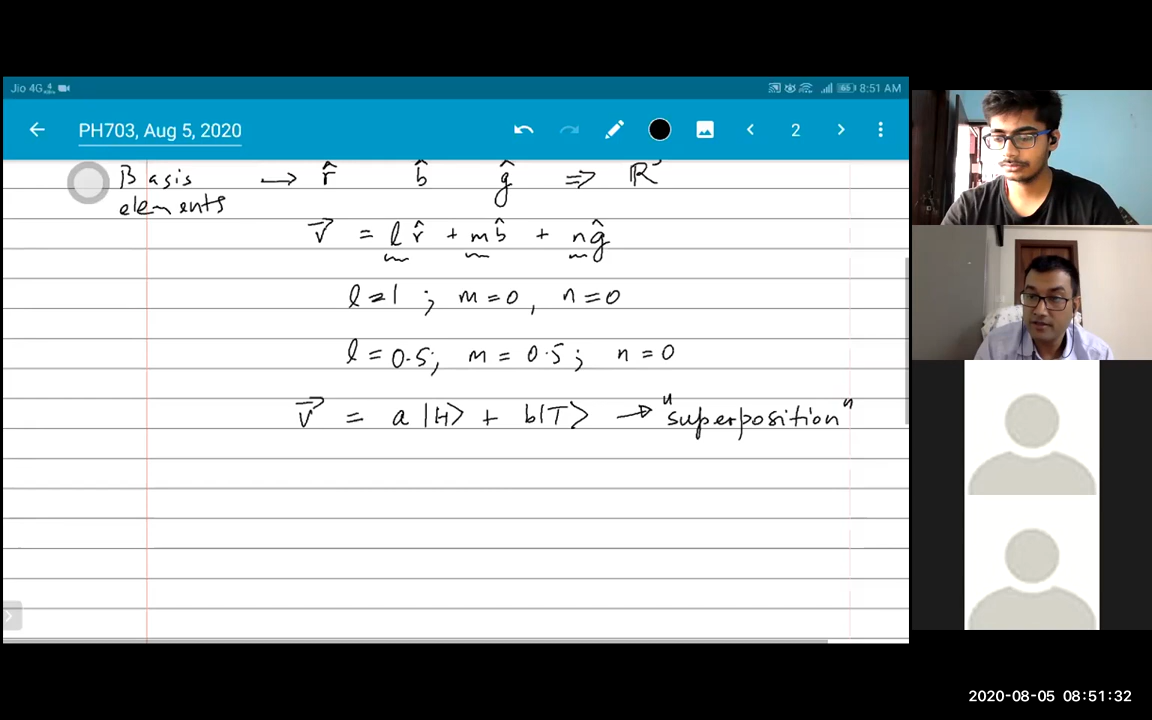 Jio 4G 8:51 AM
PH703, Aug 5, 2020 2
Basis elements → r̂ b̂ ĝ ⇒ ℝ³
v⃗ = l r̂ + m b̂ + n ĝ
l = 1 ; m = 0 , n = 0
l = 0.5; m = 0.5; n = 0
v⃗ = a |H⟩ + b|T⟩ → "superposition"
2020-08-05 08:51:32